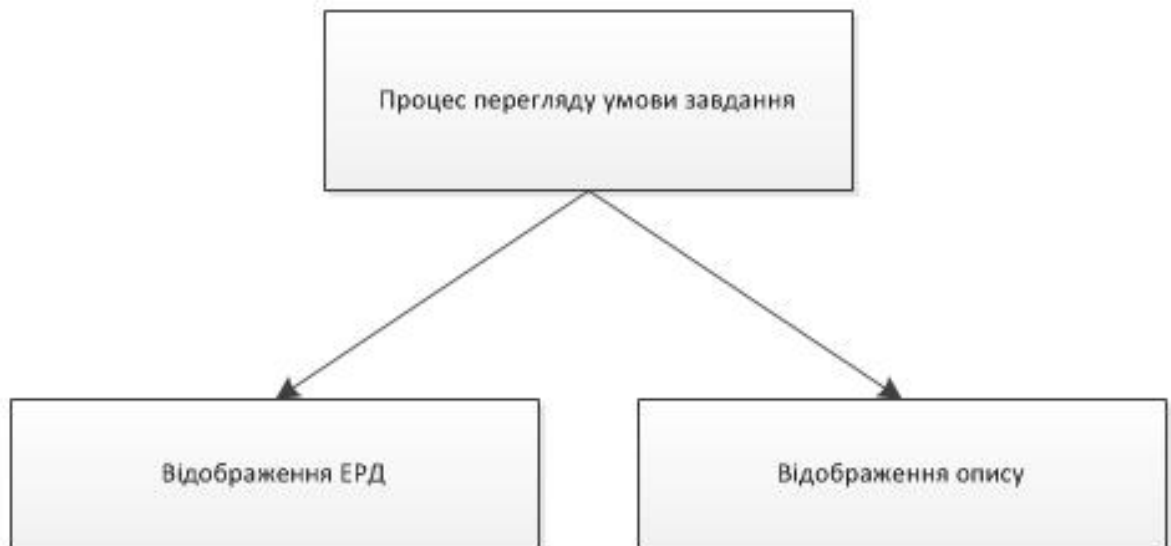 Процес перегляду умови завдання
Відображення ЕРД
Відображення опису